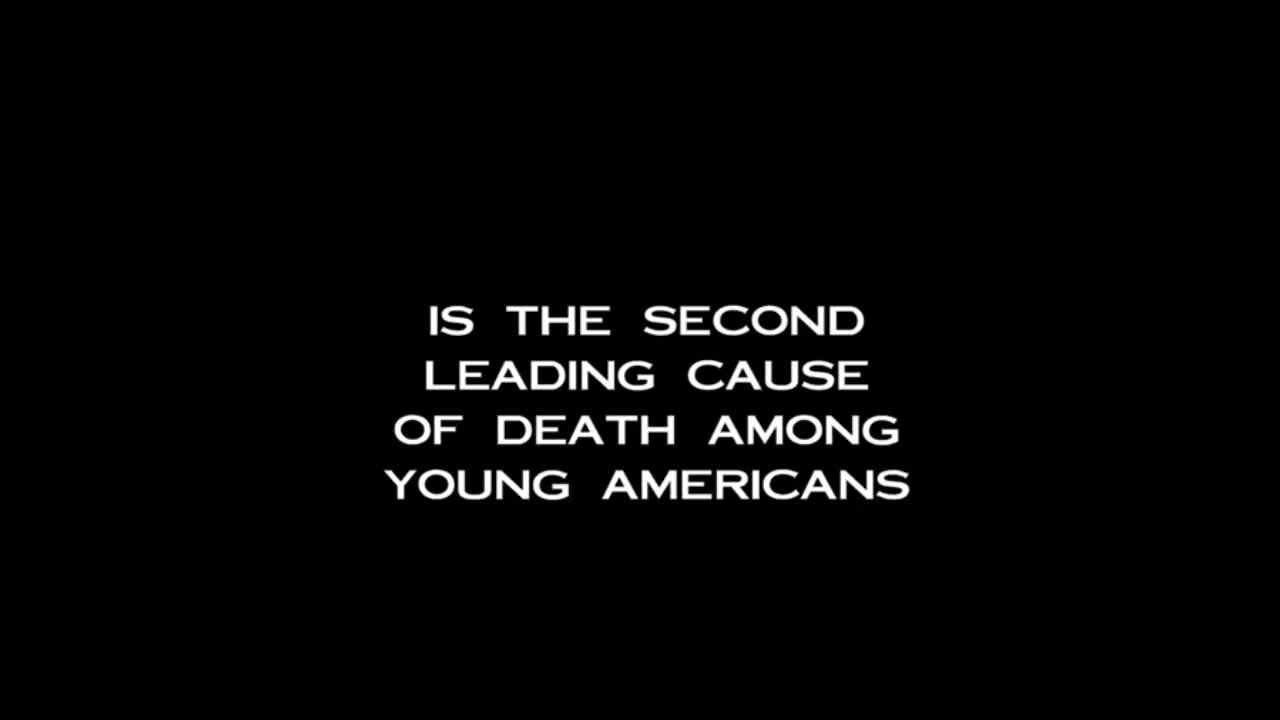 IS THE SECOND
LEADING CAUSE
OF DEATH AMONG
YOUNG AMERICANS